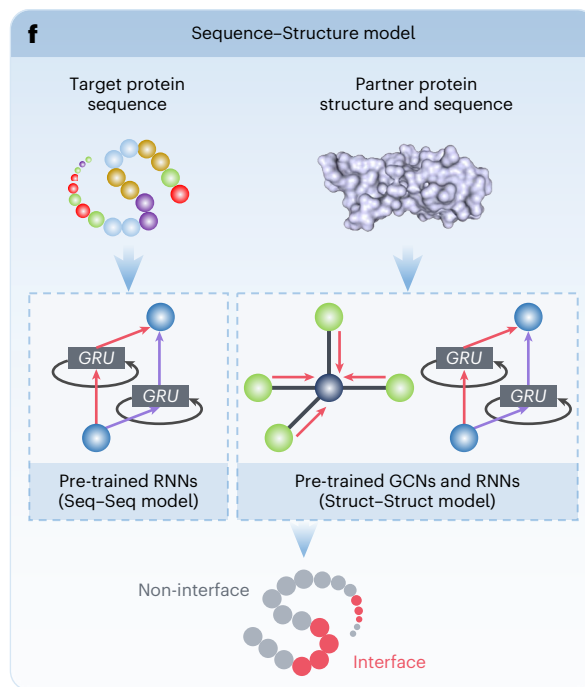 f
Sequence–Structure model
Target protein
sequence
Partner protein
structure and sequence
GRU
GRU
GRU
GRU
Pre-trained RNNs
(Seq–Seq model)
Pre-trained GCNs and RNNs
(Struct–Struct model)
Non-interface
Interface